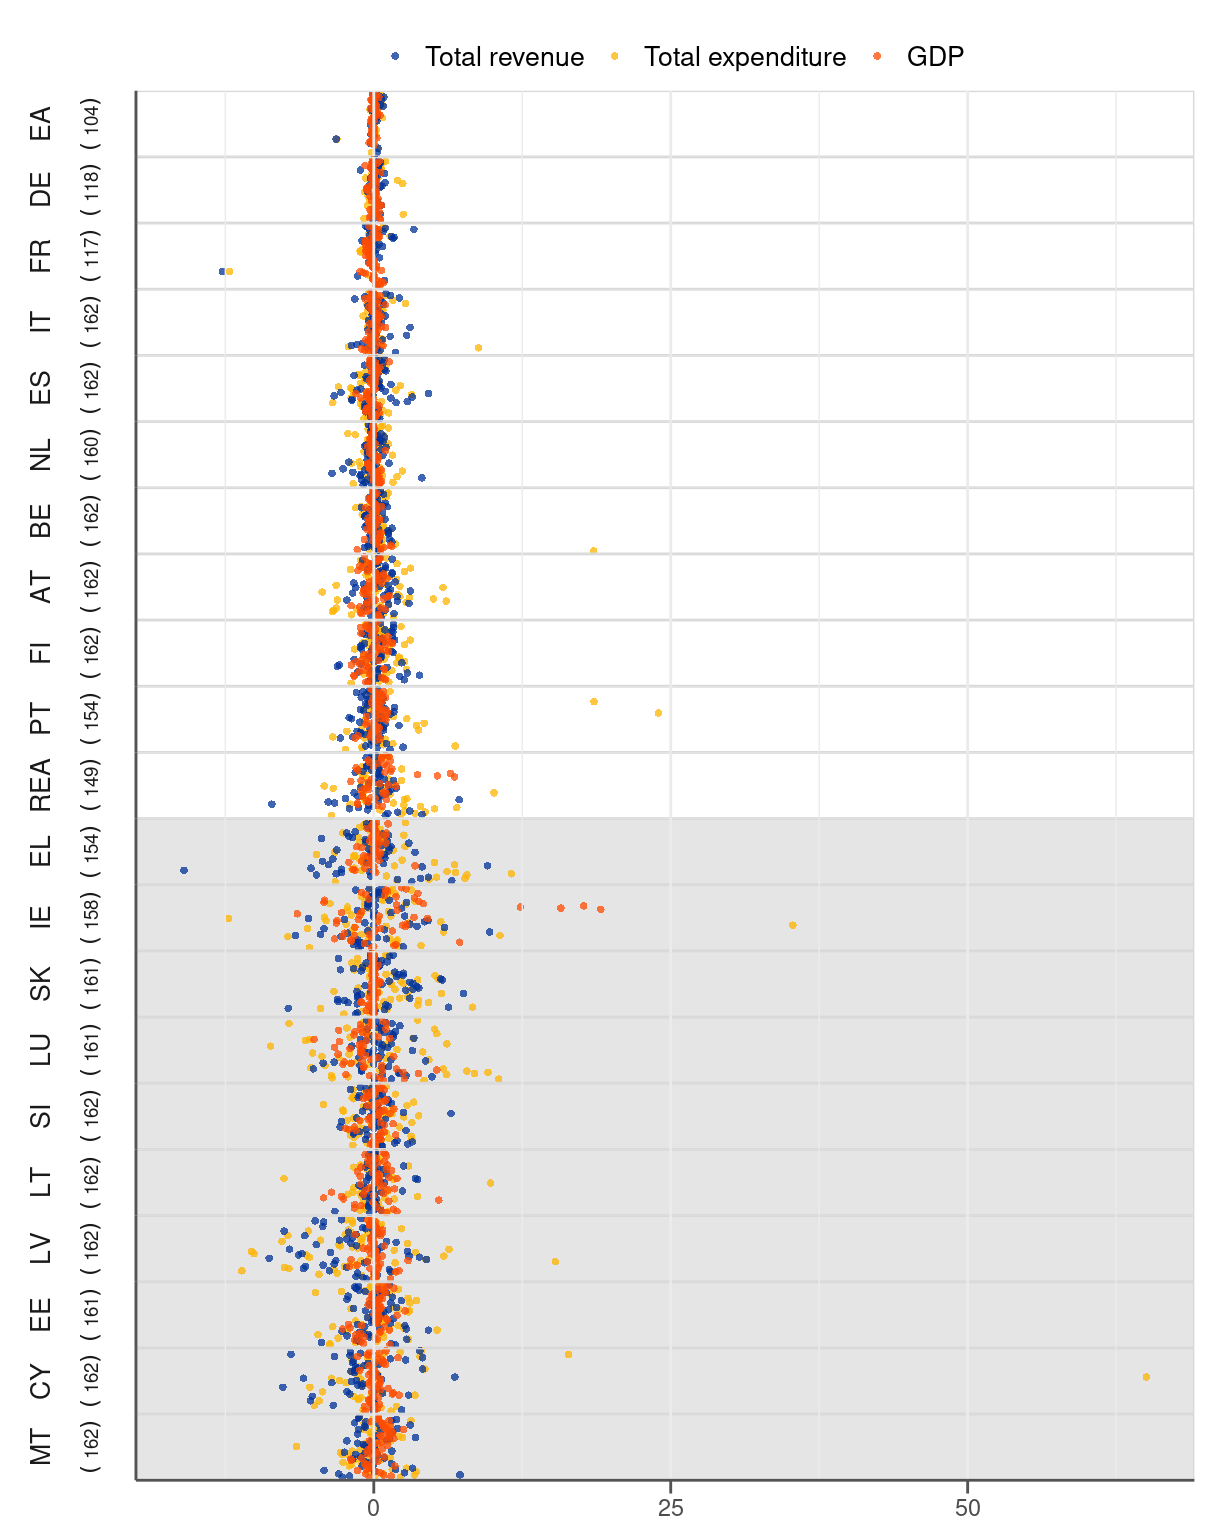 Total revenue Total expenditure GDP
EA ( 104)
DE ( 118)
FR ( 117)
IT ( 162)
ES ( 162)
NL ( 160)
BE ( 162)
AT ( 162)
FI ( 162)
PT ( 154)
REA ( 149)
EL ( 154)
IE ( 158)
SK ( 161)
LU ( 161)
SI ( 162)
LT ( 162)
LV ( 162)
EE ( 161)
CY ( 162)
MT ( 162)
0 25 50